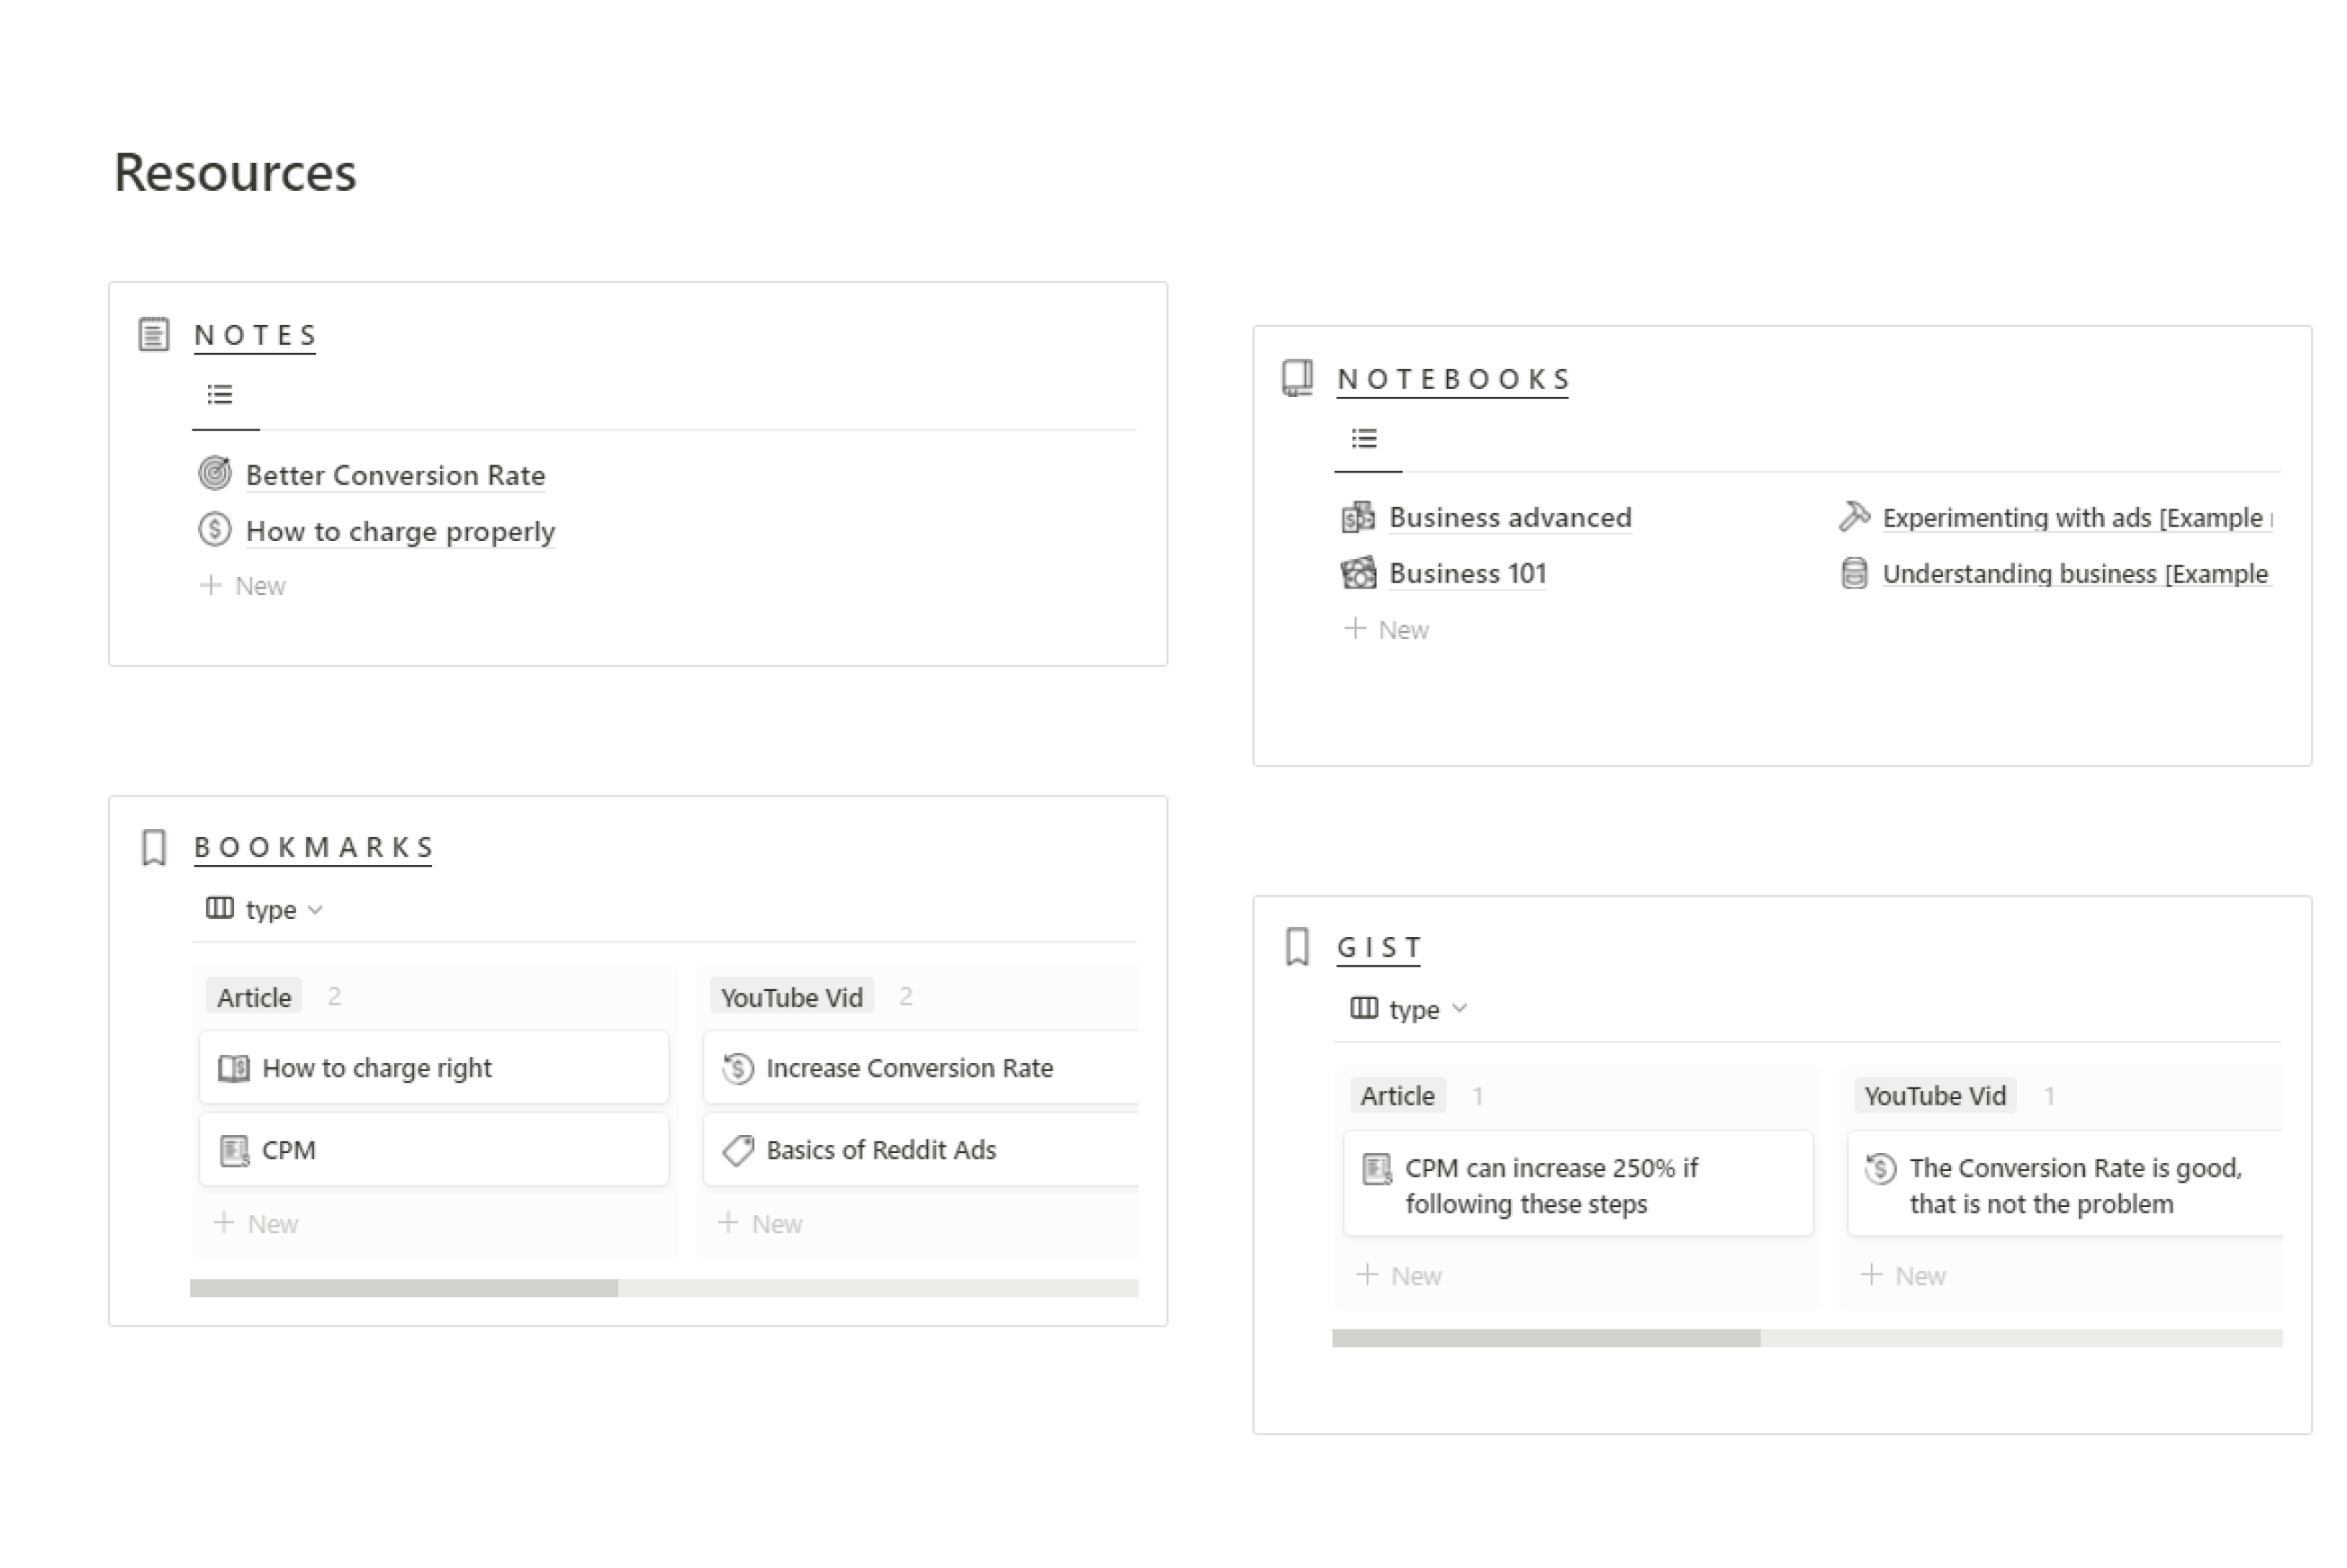 Resources
NOTES
Better Conversion Rate
How to charge properly
New
NOTEBOOKS
Business advanced
Experimenting with ads [Example
Business 101
Understanding business [Example
New
BOOKMARKS
type
Article 2
YouTube Vid 2
How to charge right
Increase Conversion Rate
CPM
Basics of Reddit Ads
New
New
GIST
type
Article 1
YouTube Vid 1
CPM can increase 250% if
following these steps
The Conversion Rate is good,
that is not the problem
New
New